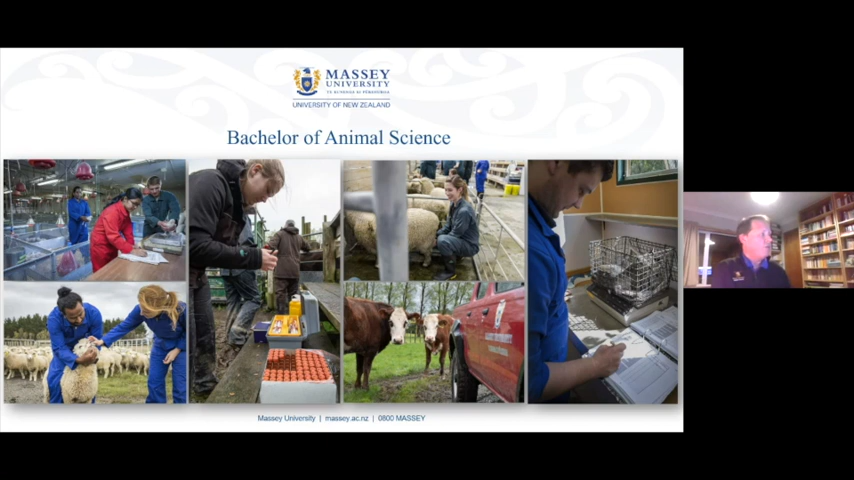 MASSEY
UNIVERSITY
TE KUNENGA KI PŪREHUROA
UNIVERSITY OF NEW ZEALAND
Bachelor of Animal Science
Massey University | massey.ac.nz | 0800 MASSEY